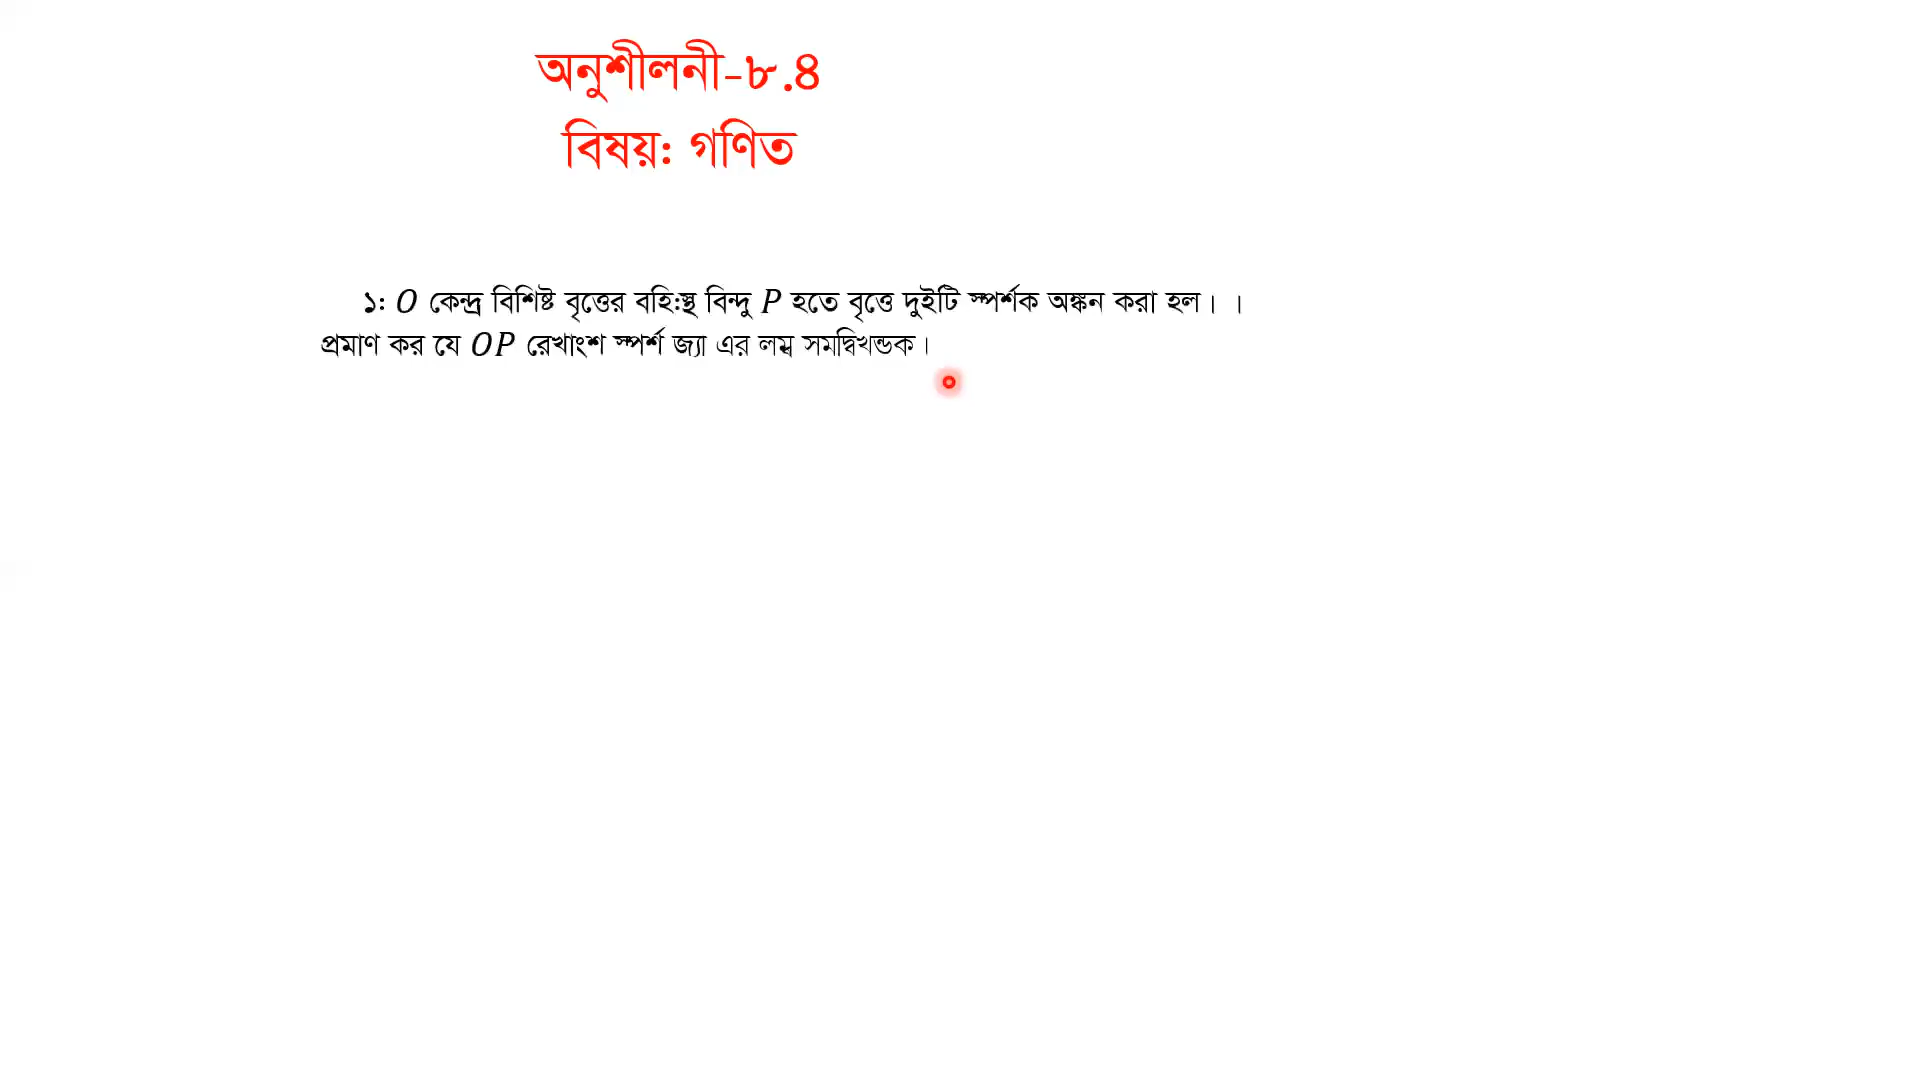 অনুশীলনী-৮.৪
বিষয়: গণিত
১: O কেন্দ্র বিশিষ্ট বৃত্তের বহি:স্থ বিন্দু P হতে বৃত্তে দুইটি স্পর্শক অঙ্কন করা হল। ।
প্রমাণ কর যে OP রেখাংশ স্পর্শ জ্যা এর লম্ব সমদ্বিখন্ডক।